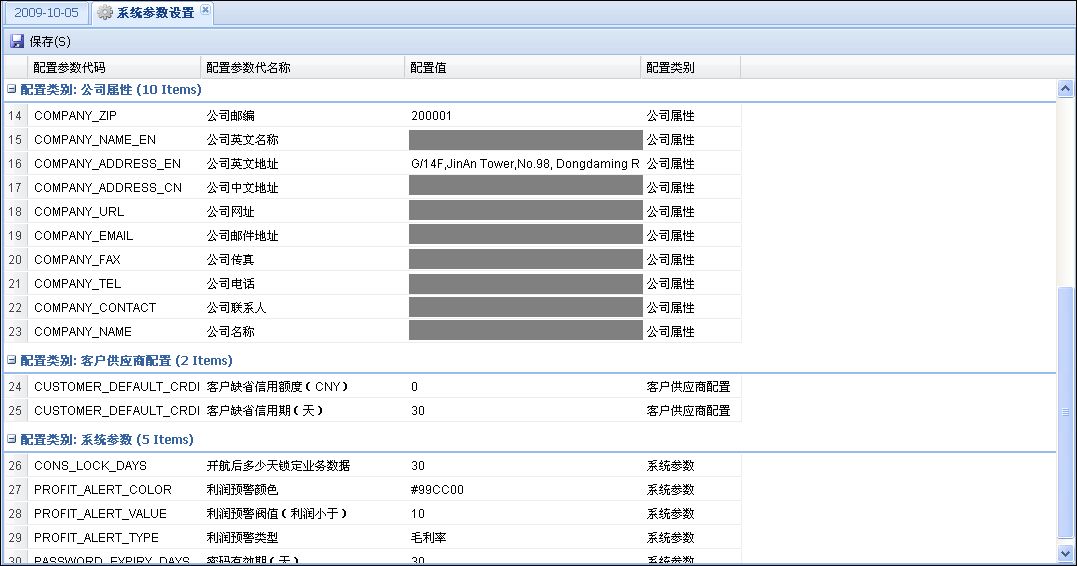 2009-10-05 系统参数设置
保存(S)
配置参数代码 配置参数代名称 配置值 配置类别
配置类别: 公司属性 (10 Items)
14 COMPANY_ZIP 公司邮编 200001 公司属性
15 COMPANY_NAME_EN 公司英文名称 公司属性
16 COMPANY_ADDRESS_EN 公司英文地址 G/14F,JinAn Tower,No.98, Dongdaming R 公司属性
17 COMPANY_ADDRESS_CN 公司中文地址 公司属性
18 COMPANY_URL 公司网址 公司属性
19 COMPANY_EMAIL 公司邮件地址 公司属性
20 COMPANY_FAX 公司传真 公司属性
21 COMPANY_TEL 公司电话 公司属性
22 COMPANY_CONTACT 公司联系人 公司属性
23 COMPANY_NAME 公司名称 公司属性
配置类别: 客户供应商配置 (2 Items)
24 CUSTOMER_DEFAULT_CRDI 客户缺省信用额度(CNY) 0 客户供应商配置
25 CUSTOMER_DEFAULT_CRDI 客户缺省信用期(天) 30 客户供应商配置
配置类别: 系统参数 (5 Items)
26 CONS_LOCK_DAYS 开航后多少天锁定业务数据 30 系统参数
27 PROFIT_ALERT_COLOR 利润预警颜色 #99CC00 系统参数
28 PROFIT_ALERT_VALUE 利润预警阀值(利润小于) 10 系统参数
29 PROFIT_ALERT_TYPE 利润预警类型 毛利率 系统参数
30 PASSWORD_EXPIRY_DAYS 密码有效期(天) 30 系统参数